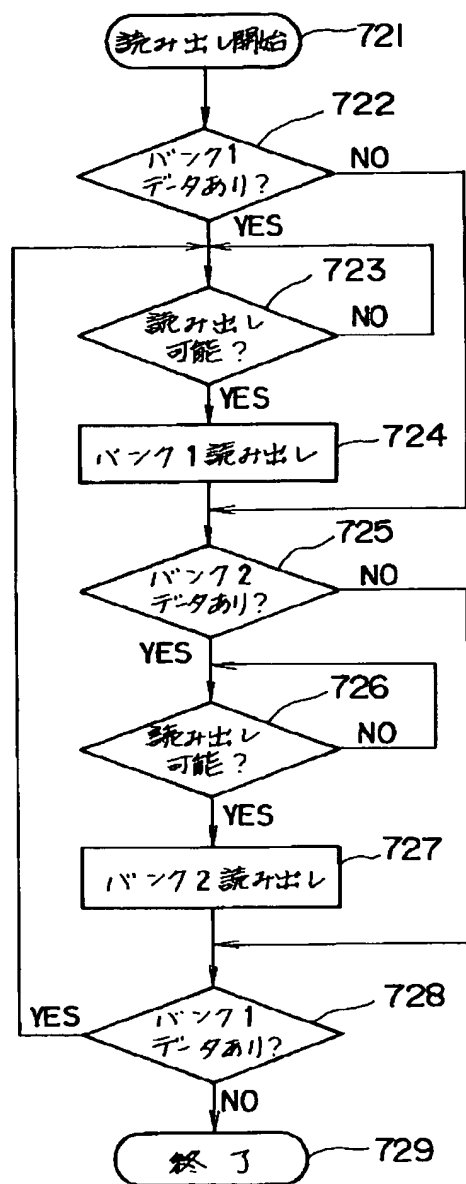 読み出し開始
721
722
バンク1
データあり?
NO
YES
723
読み出し
可能?
NO
YES
バンク1読み出し
724
725
バンク2
データあり?
NO
YES
726
読み出し
可能?
NO
YES
バンク2読み出し
727
728
YES
バンク1
データあり?
NO
終了
729